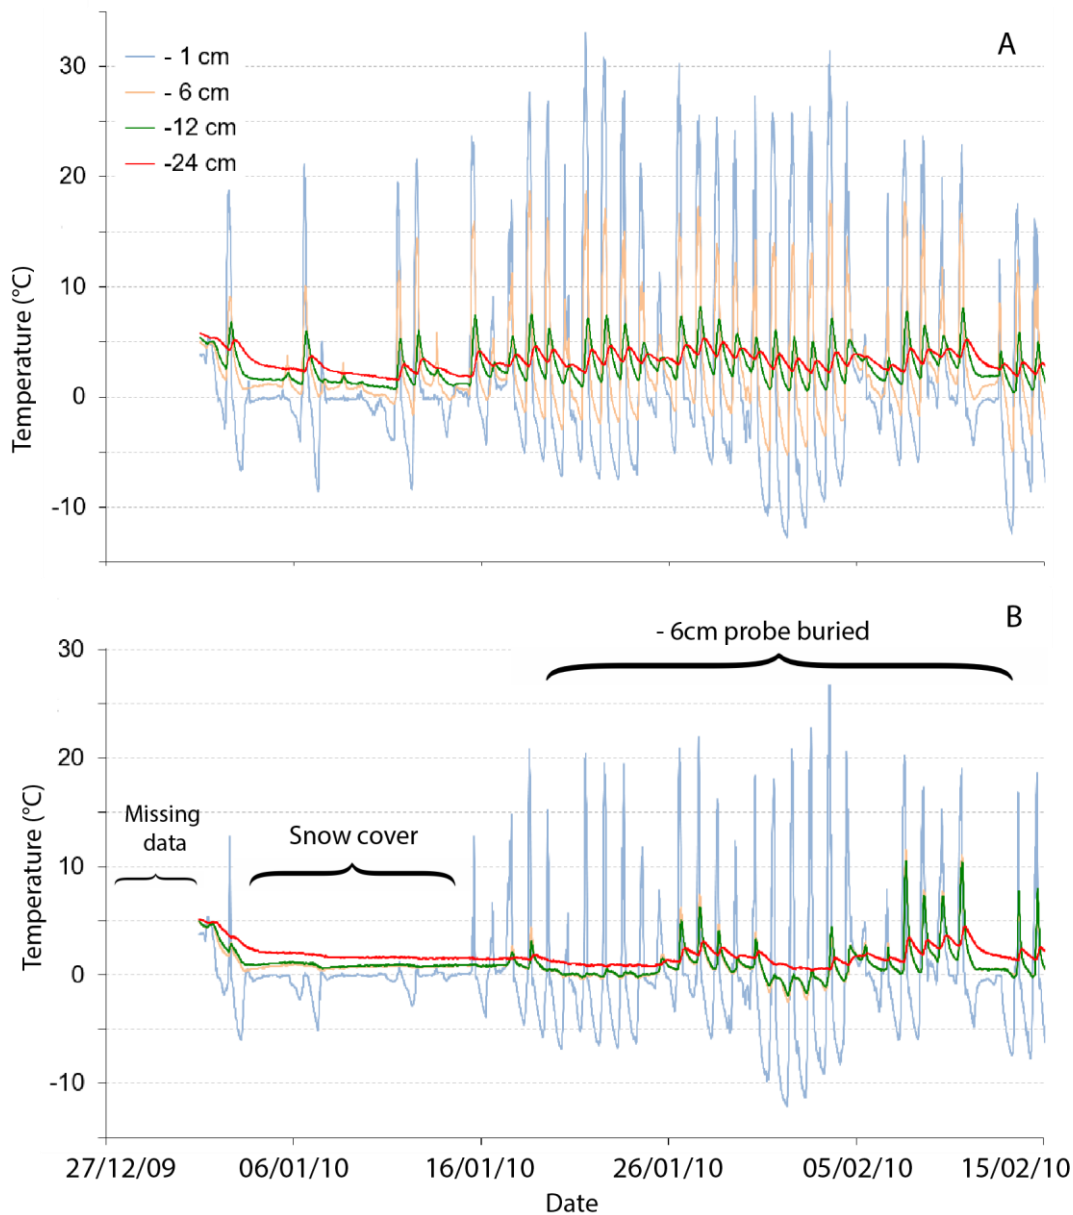 A
- 1 cm
- 6 cm
-12 cm
-24 cm
30
20
10
0
-10
Temperature (°C)
B
- 6cm probe buried
Missing
data
Snow cover
30
20
10
0
-10
Temperature (°C)
27/12/09 06/01/10 16/01/10 26/01/10 05/02/10 15/02/10
Date